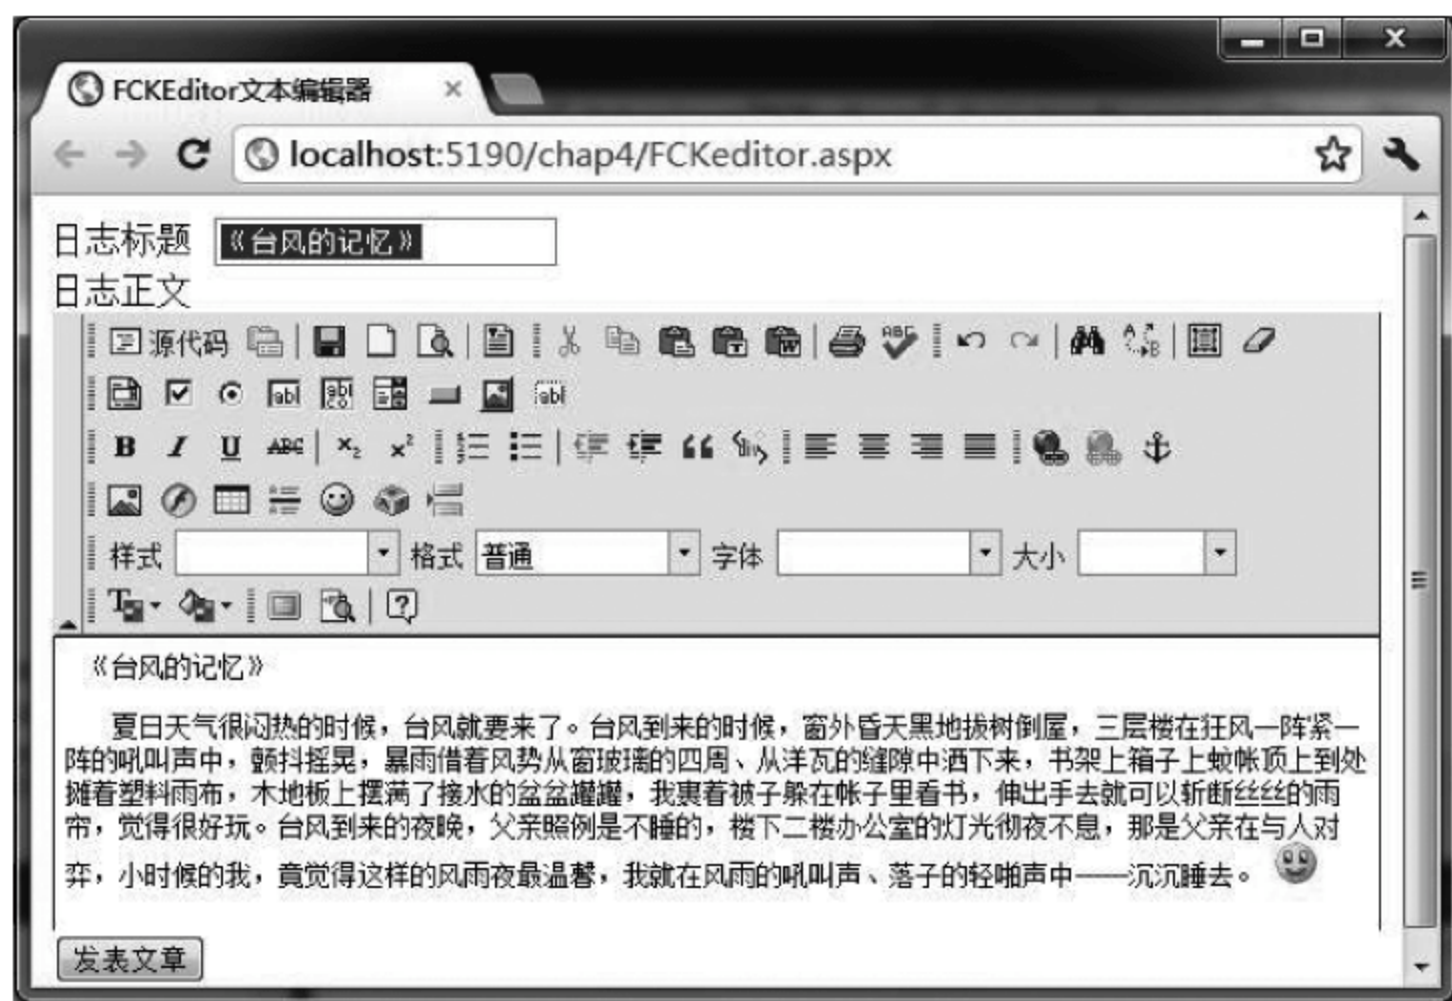 FCKEditor文本编辑器
localhost:5190/chap4/FCKeditor.aspx
日志标题 《台风的记忆》
日志正文
源代码
样式 格式 普通 字体 大小
《台风的记忆》
夏日天气很闷热的时候，台风就要来了。台风到来的时候，窗外昏天黑地拔树倒屋，三层楼在狂风一阵紧一
阵的吼叫声中，颤抖摇晃，暴雨借着风势从窗玻璃的四周、从洋瓦的缝隙中洒下来，书架上箱子上蚊帐顶上到处
摊着塑料雨布，木地板上摆满了接水的盆盆罐罐，我裹着被子躲在帐子里看书，伸出手去就可以斩断丝丝的雨
帘，觉得很好玩。台风到来的夜晚，父亲照例是不睡的，楼下二楼办公室的灯光彻夜不息，那是父亲在与人对
弈，小时候的我，竟觉得这样的风雨夜最温馨，我就在风雨的吼叫声、落子的轻啪声中——沉沉睡去。
发表文章